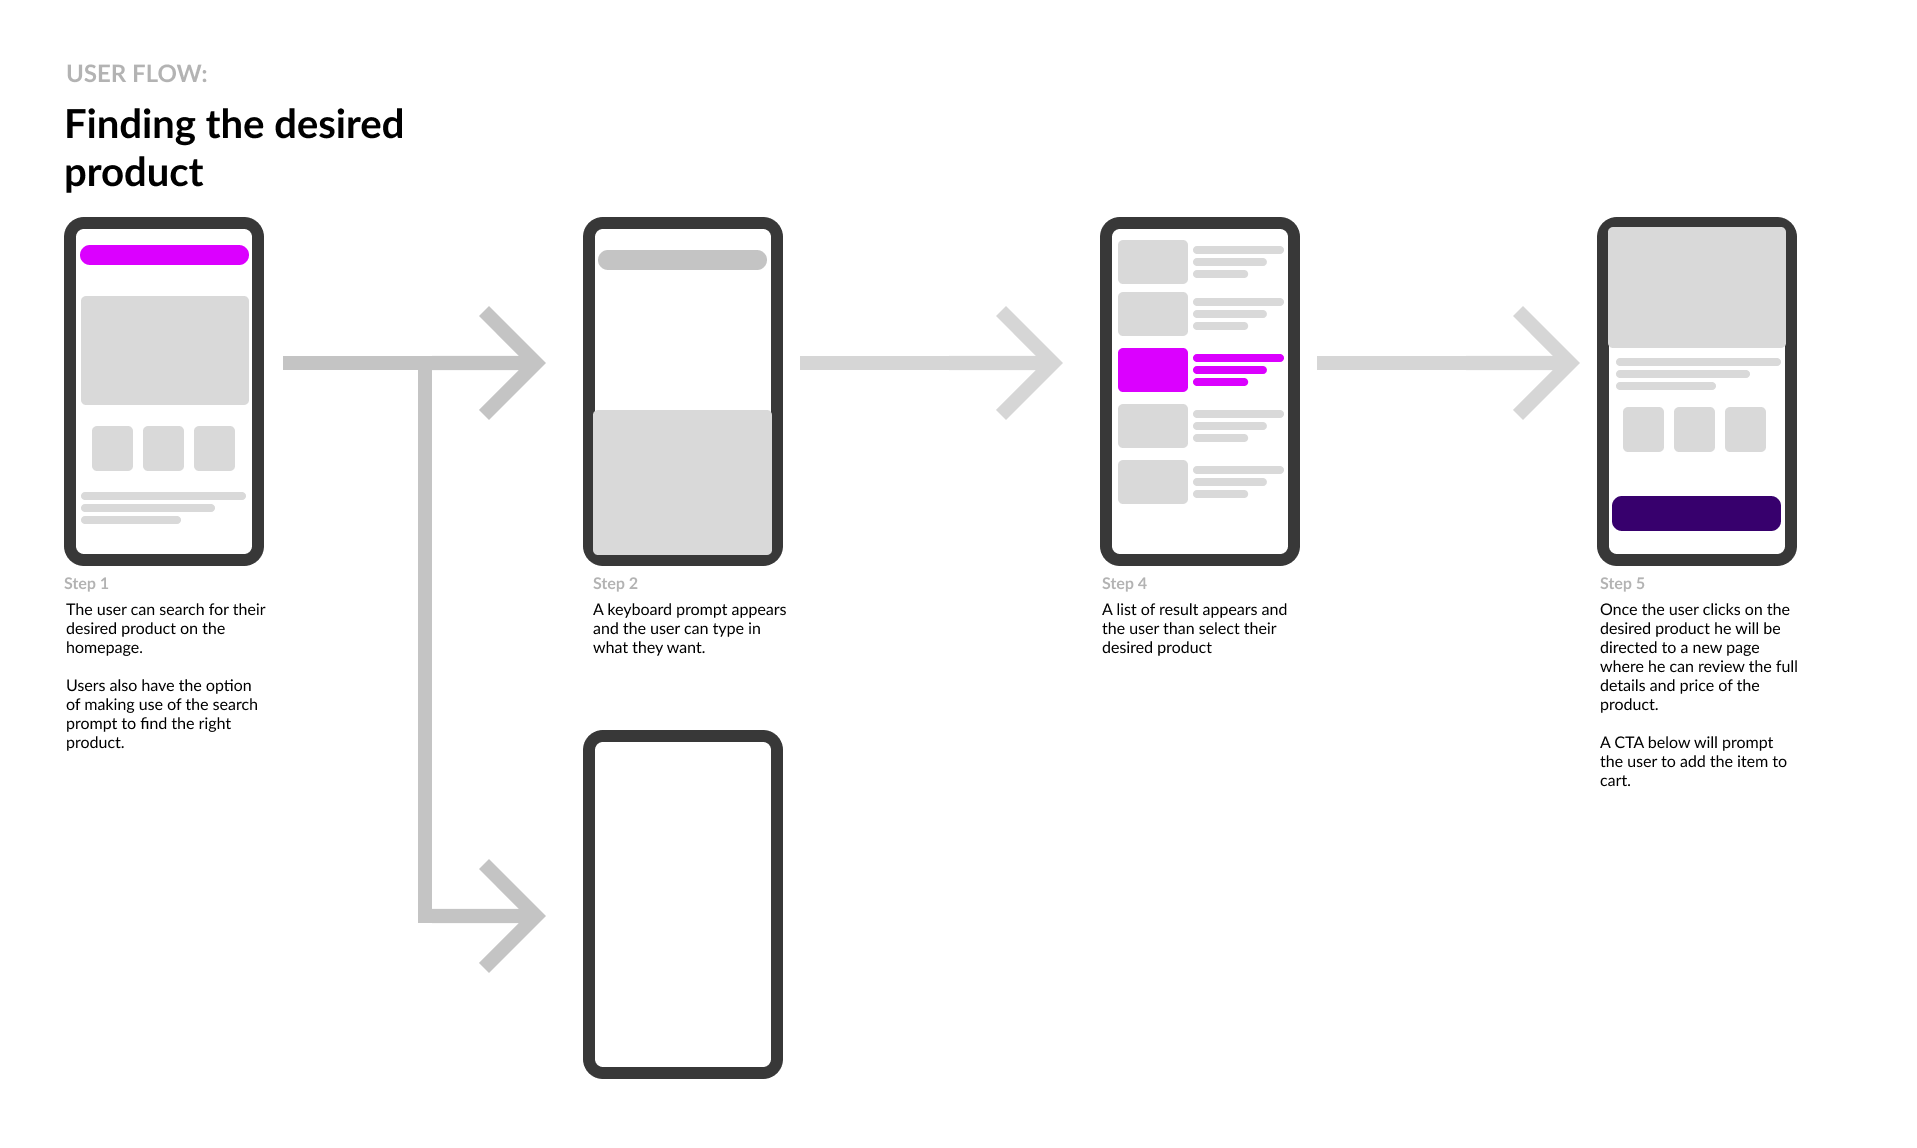 USER FLOW:
Finding the desired
product
Step 1
The user can search for their
desired product on the
homepage.
Users also have the option
of making use of the search
prompt to find the right
product.
Step 2
A keyboard prompt appears
and the user can type in
what they want.
Step 4
A list of result appears and
the user than select their
desired product
Step 5
Once the user clicks on the
desired product he will be
directed to a new page
where he can review the full
details and price of the
product.
A CTA below will prompt
the user to add the item to
cart.